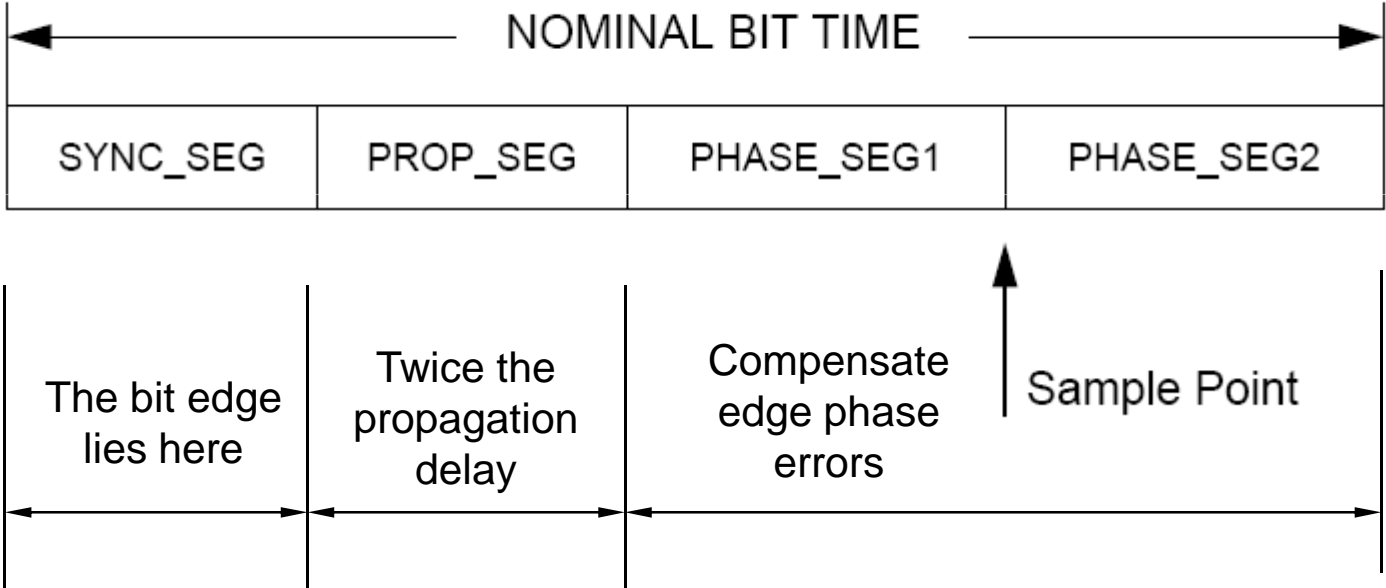 NOMINAL BIT TIME
SYNC_SEG
PROP_SEG
PHASE_SEG1
PHASE_SEG2
The bit edge
lies here
Twice the
propagation
delay
Compensate
edge phase
errors
Sample Point